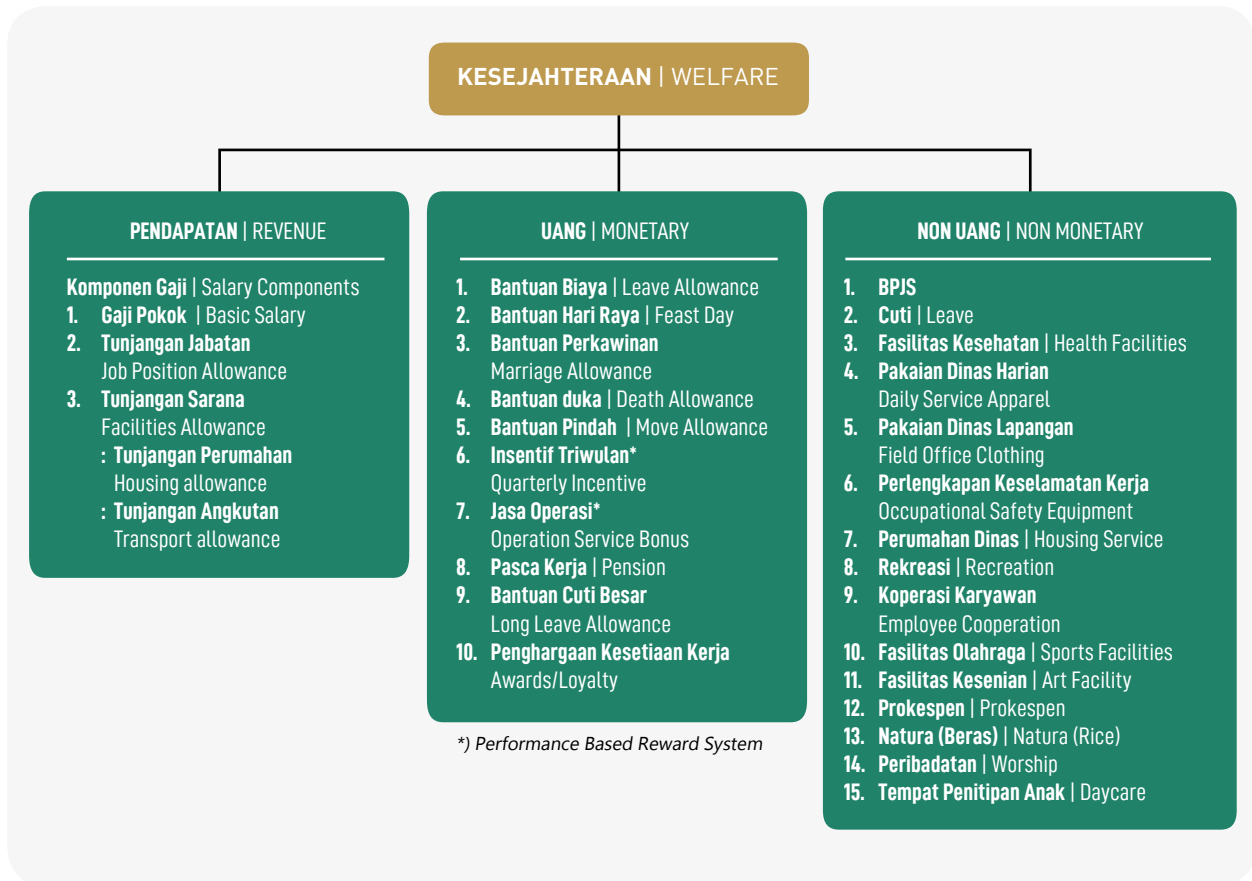 KESEJAHTERAAN | WELFARE
PENDAPATAN | REVENUE
Komponen Gaji | Salary Components
1. Gaji Pokok | Basic Salary
2. Tunjangan Jabatan
Job Position Allowance
3. Tunjangan Sarana
Facilities Allowance
: Tunjangan Perumahan
Housing allowance
: Tunjangan Angkutan
Transport allowance
UANG | MONETARY
1. Bantuan Biaya | Leave Allowance
2. Bantuan Hari Raya | Feast Day
3. Bantuan Perkawinan
Marriage Allowance
4. Bantuan duka | Death Allowance
5. Bantuan Pindah | Move Allowance
6. Insentif Triwulan*
Quarterly Incentive
7. Jasa Operasi*
Operation Service Bonus
8. Pasca Kerja | Pension
9. Bantuan Cuti Besar
Long Leave Allowance
10. Penghargaan Kesetiaan Kerja
Awards/Loyalty
*) Performance Based Reward System
NON UANG | NON MONETARY
1. BPJS
2. Cuti | Leave
3. Fasilitas Kesehatan | Health Facilities
4. Pakaian Dinas Harian
Daily Service Apparel
5. Pakaian Dinas Lapangan
Field Office Clothing
6. Perlengkapan Keselamatan Kerja
Occupational Safety Equipment
7. Perumahan Dinas | Housing Service
8. Rekreasi | Recreation
9. Koperasi Karyawan
Employee Cooperation
10. Fasilitas Olahraga | Sports Facilities
11. Fasilitas Kesenian | Art Facility
12. Prokespen | Prokespen
13. Natura (Beras) | Natura (Rice)
14. Peribadatan | Worship
15. Tempat Penitipan Anak | Daycare